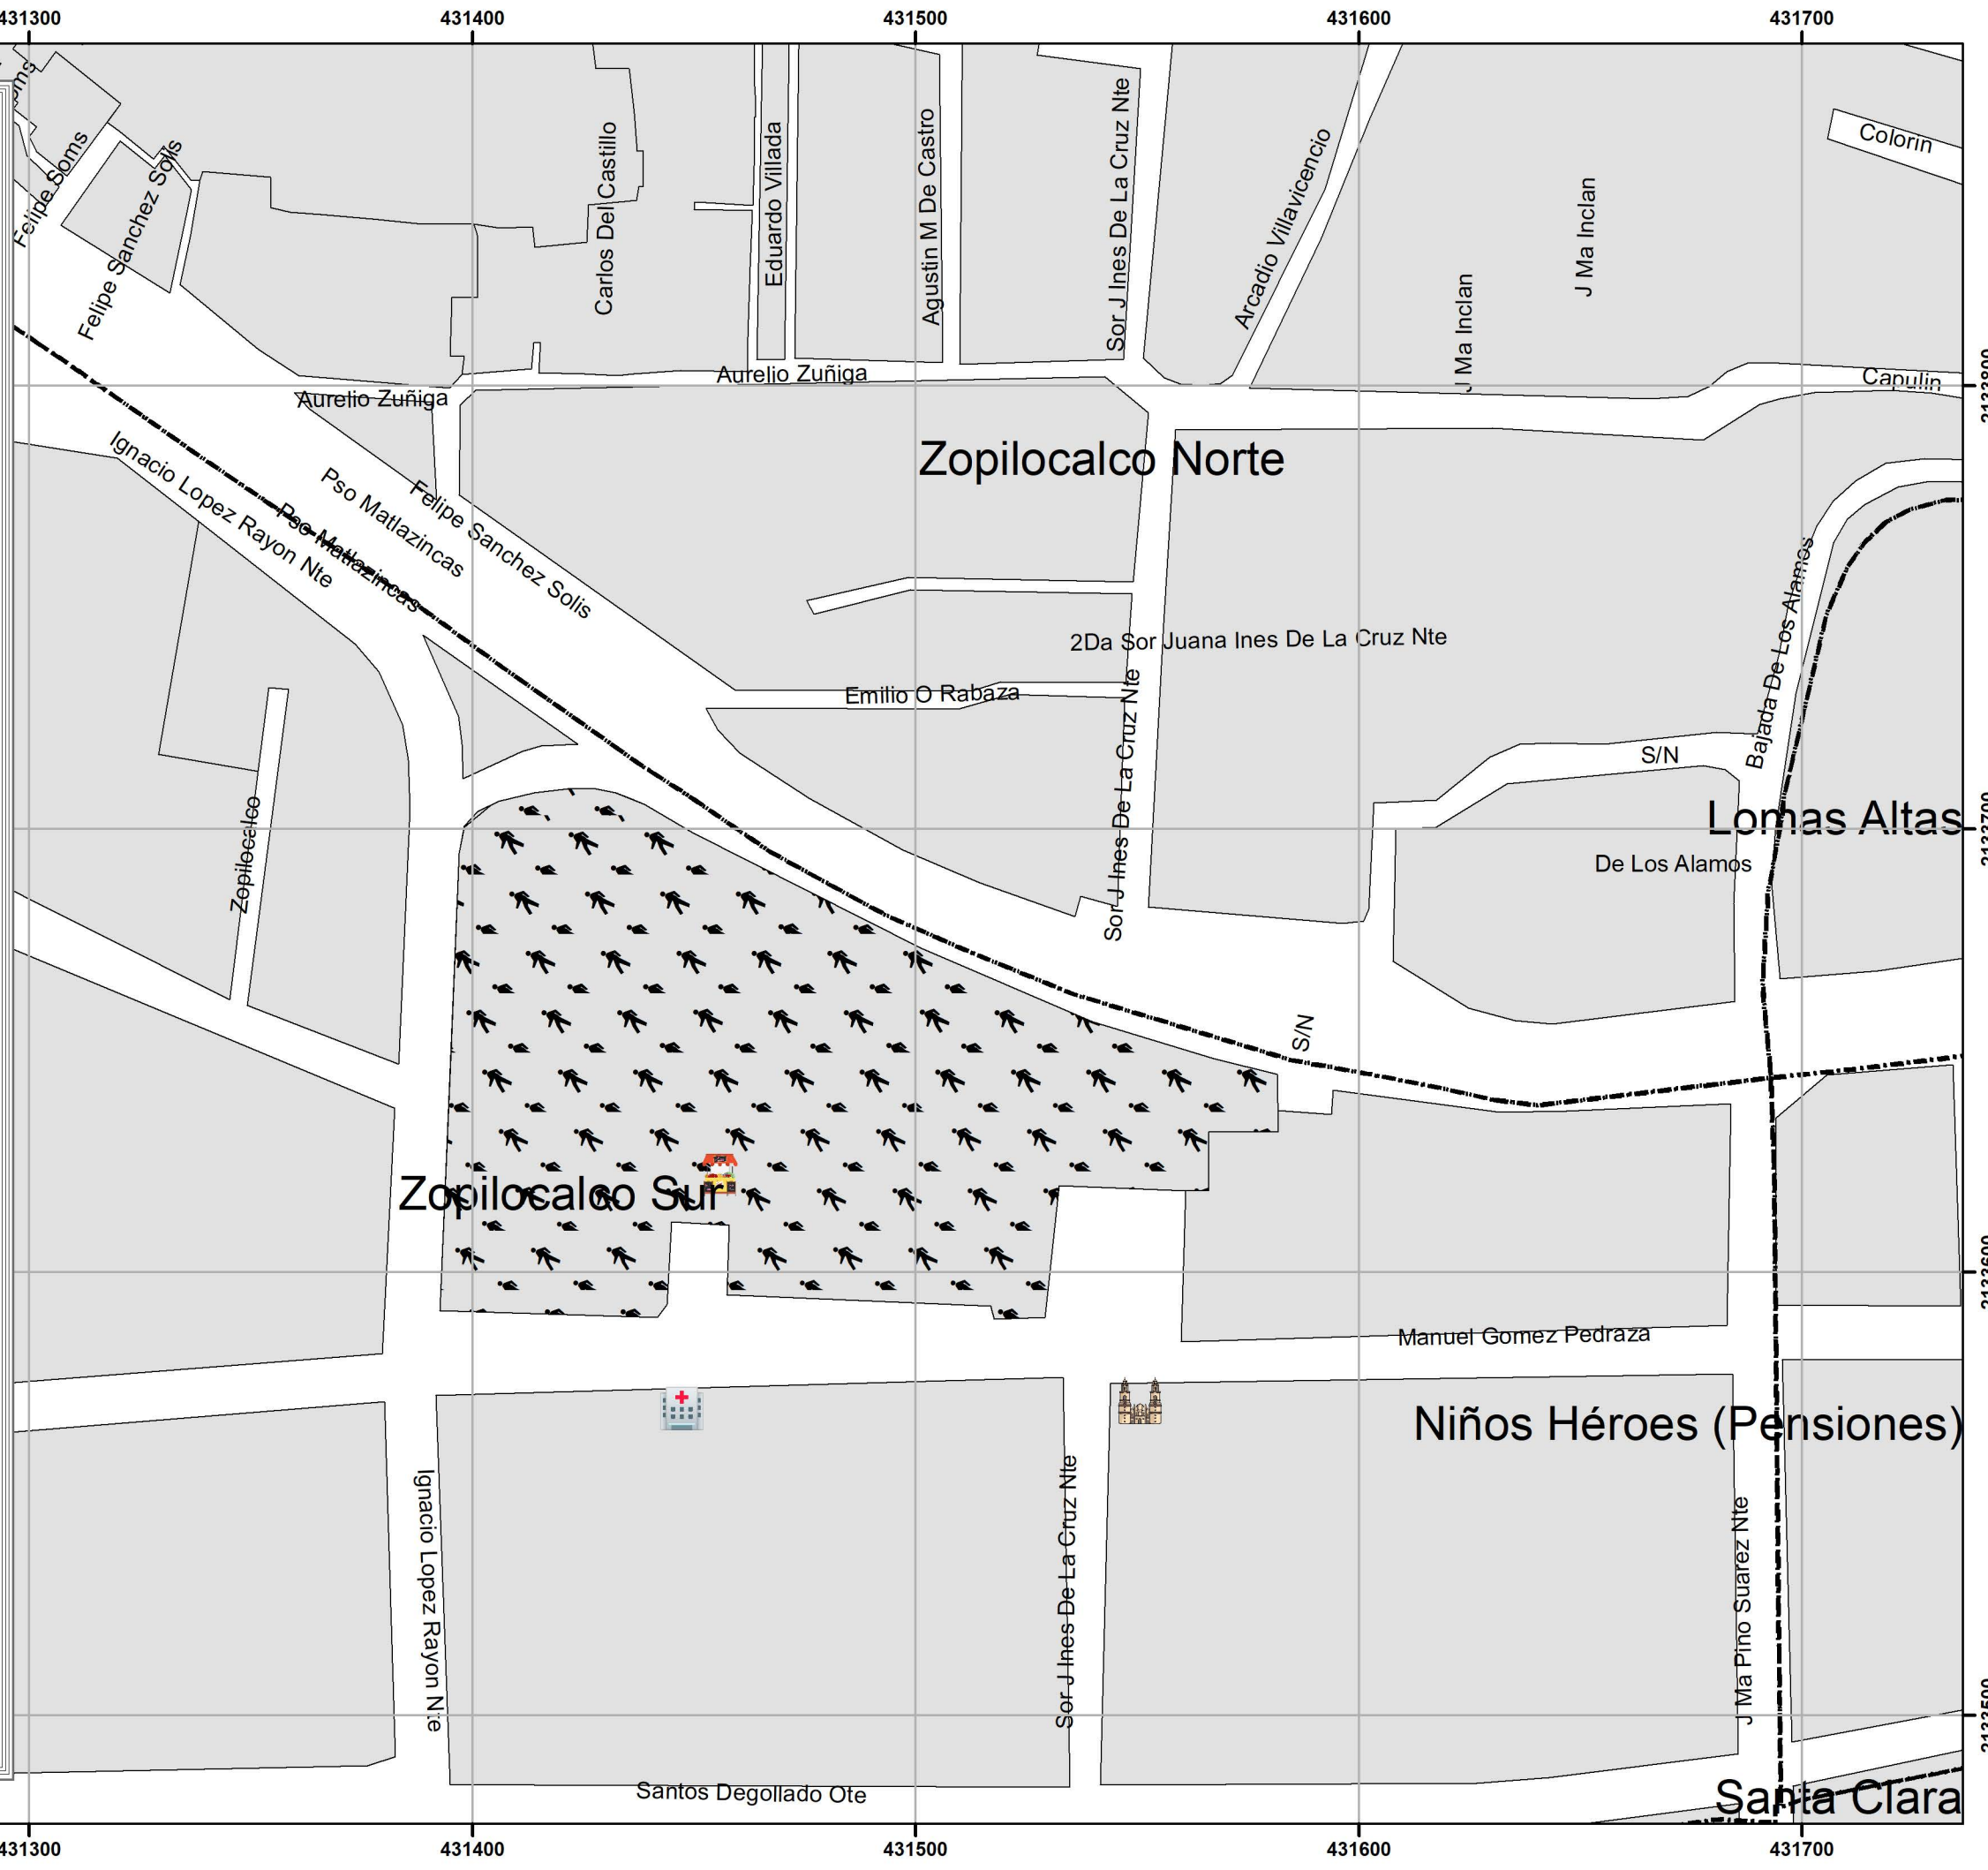 431300
431400
431500
431600
431700
Colorin
Felipe Soms
Felipe Sanchez Solis
Carlos Del Castillo
Eduardo Villada
Agustin M De Castro
Sor J Ines De La Cruz Nte
Arcadio Villavicencio
J Ma Inclan
J Ma Inclan
Aurelio Zuñiga
Aurelio Zuñiga
Capulin
Ignacio Lopez Rayon Nte
Pso Matlazincas
Pso Matlazincas
Felipe Sanchez Solis
Zopilocalco Norte
2Da Sor Juana Ines De La Cruz Nte
Emilio O Rabaza
Sor J Ines De La Cruz Nte
Bajada De Los Alamos
S/N
Lomas Altas
De Los Alamos
Zopilocalco
S/N
Zopilocalco Sur
Manuel Gomez Pedraza
Niños Héroes (Pensiones)
Ignacio Lopez Rayon Nte
Sor J Ines De La Cruz Nte
J Ma Pino Suarez Nte
Santos Degollado Ote
Santa Clara
431300
431400
431500
431600
431700